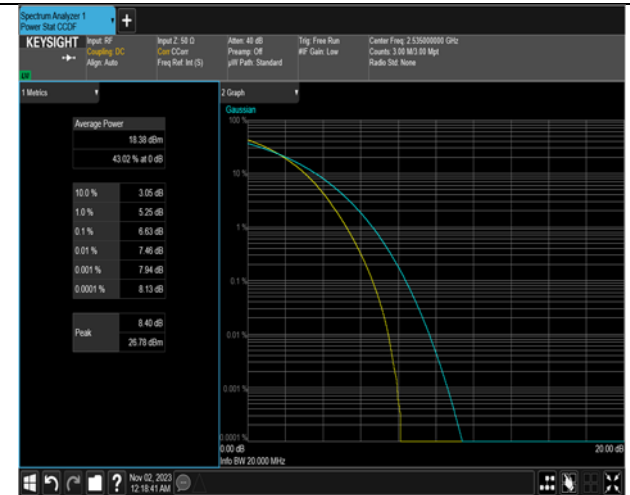 Spectrum Analyzer 1
Power Stat CCDF
+
KEYSIGHT
Input: RF
Coupling: DC
Align: Auto
Input Z: 50 Ω
Corr CCorr
Freq Ref: Int (S)
Atten: 40 dB
Preamp: Off
µW Path: Standard
Trig: Free Run
#IF Gain: Low
Center Freq: 2.535000000 GHz
Counts: 3.00 M/3.00 Mpt
Radio Std: None
LV
1 Metrics
2 Graph
Average Power
18.38 dBm
43.02 % at 0 dB
10.0 % 3.05 dB
1.0 % 5.25 dB
0.1 % 6.63 dB
0.01 % 7.46 dB
0.001 % 7.94 dB
0.0001 % 8.13 dB
Peak
8.40 dB
26.78 dBm
Gaussian
100 %
10 %
1 %
0.1 %
0.01 %
0.001 %
0.0001 %
0.00 dB
20.00 dB
Info BW 20.000 MHz
?
Nov 02, 2023
12:18:41 AM